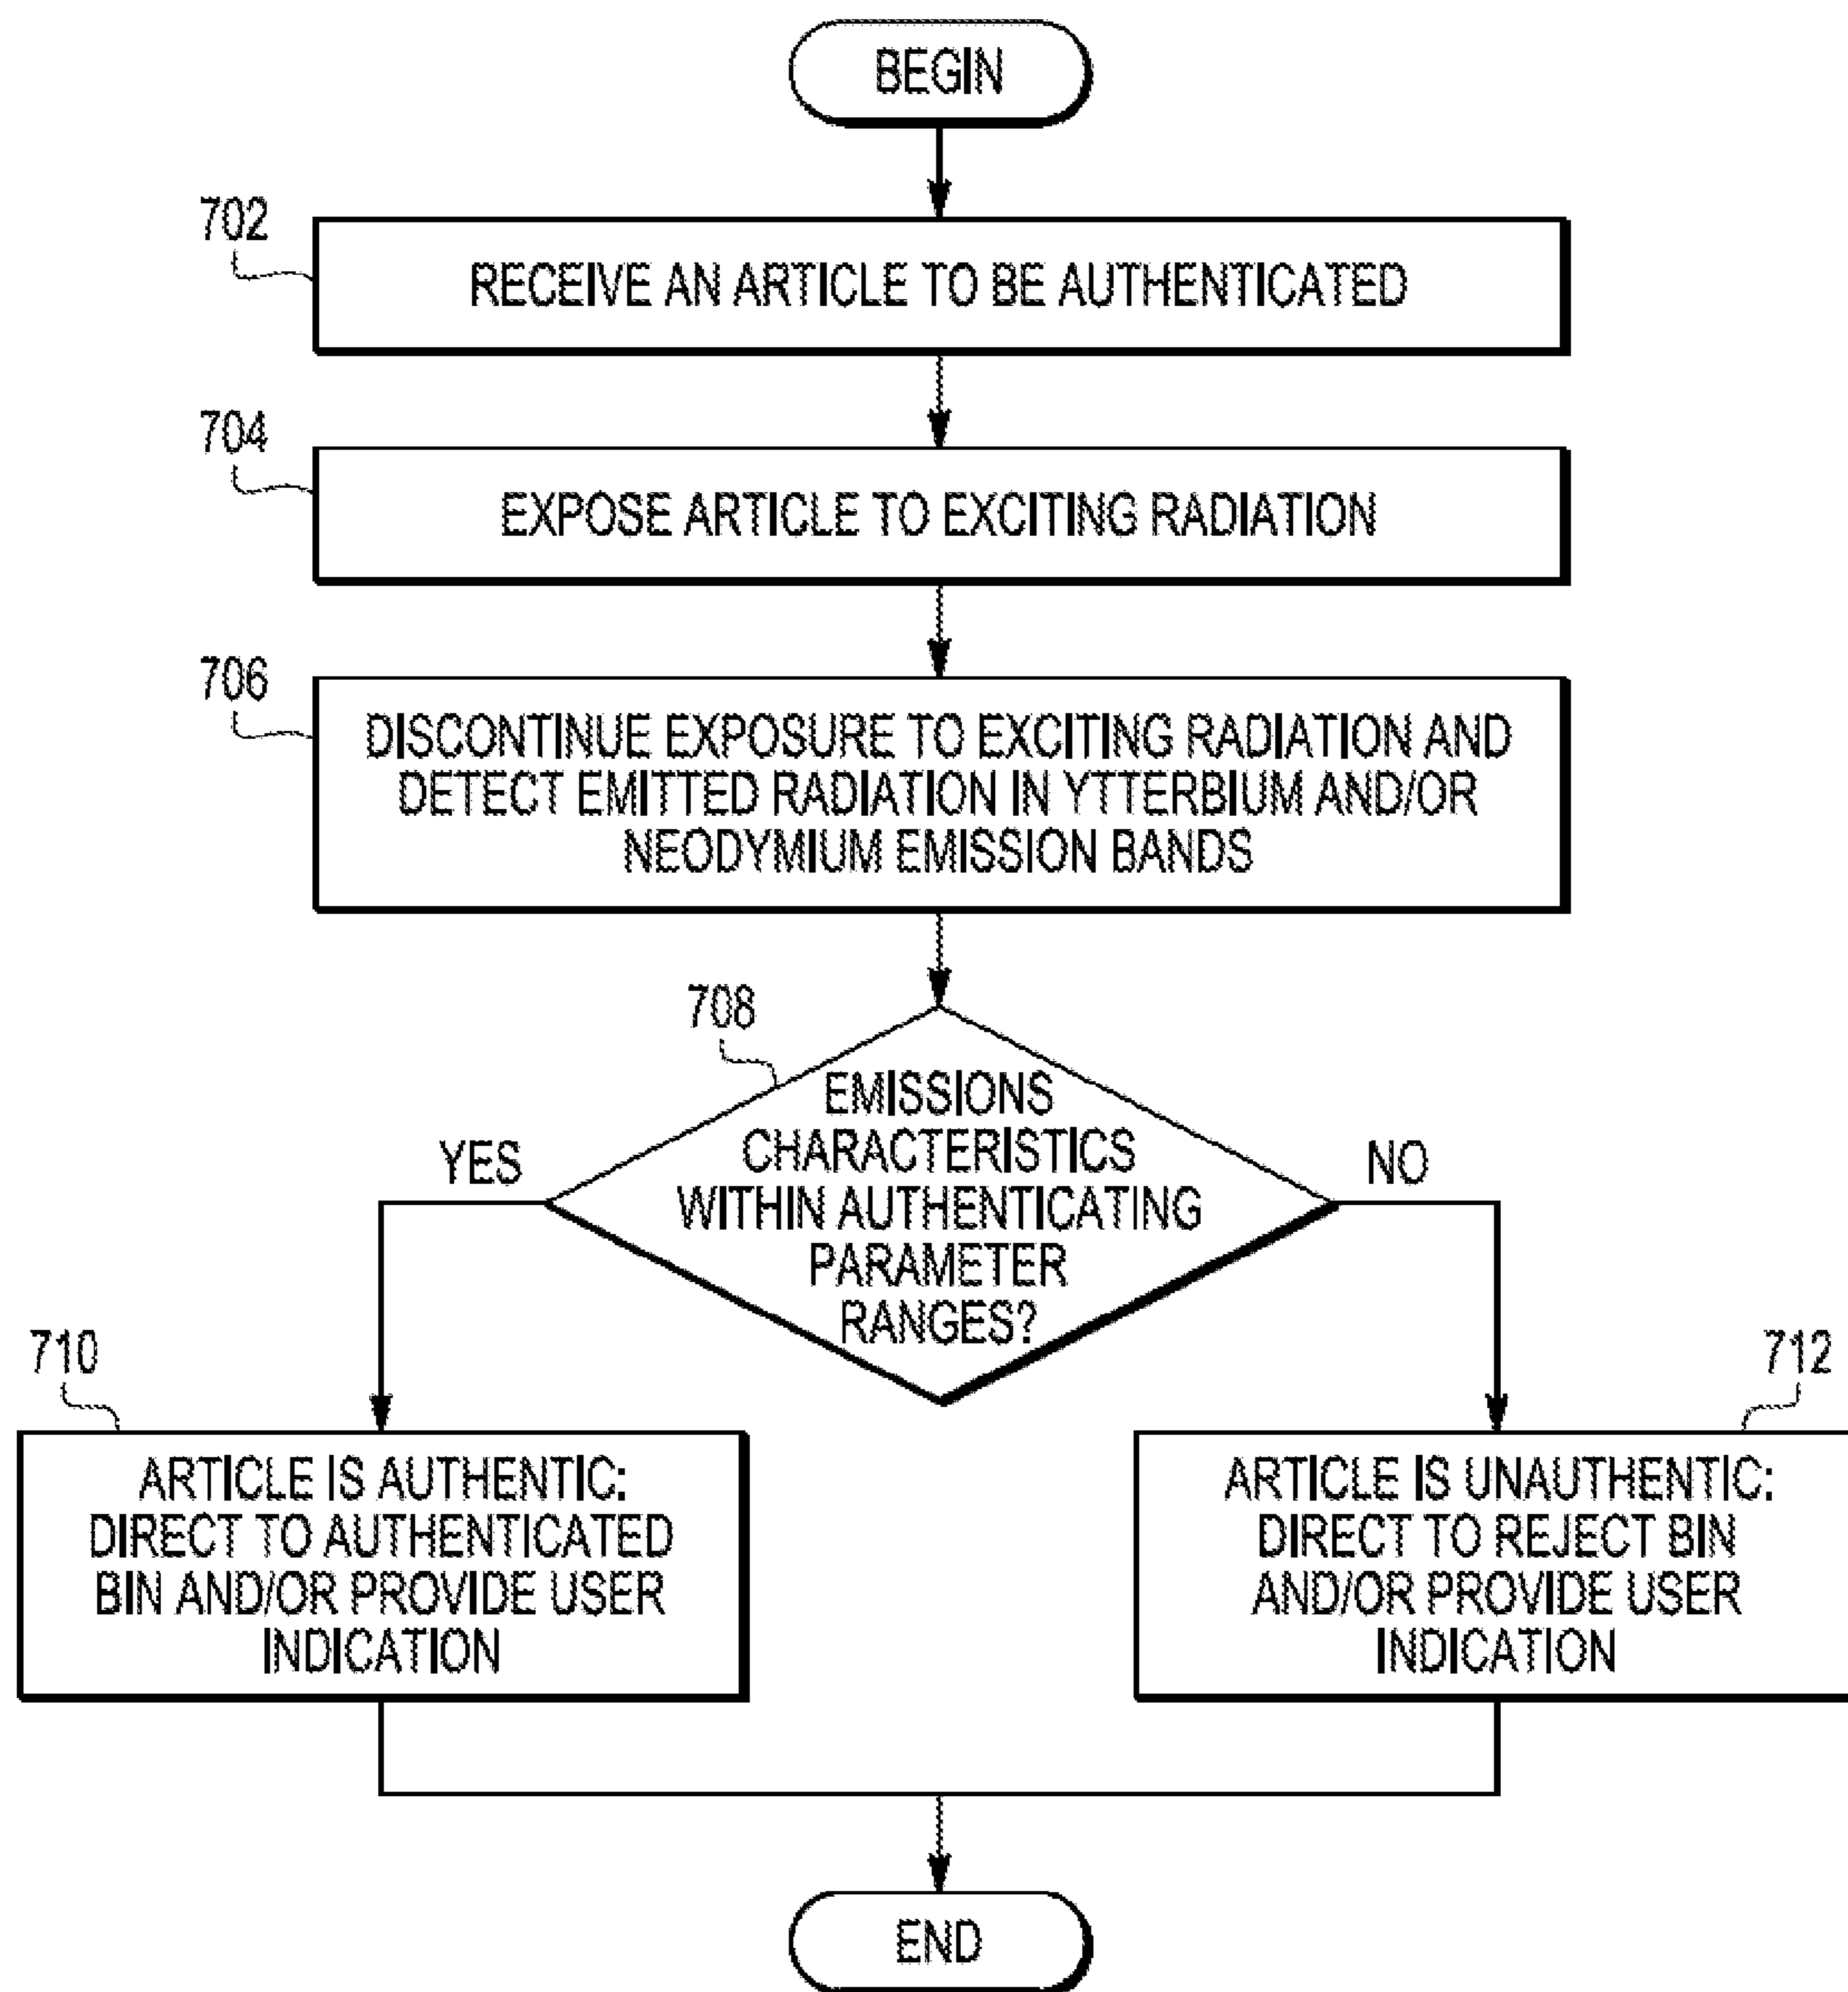 BEGIN
702
RECEIVE AN ARTICLE TO BE AUTHENTICATED
704
EXPOSE ARTICLE TO EXCITING RADIATION
706
DISCONTINUE EXPOSURE TO EXCITING RADIATION AND
DETECT EMITTED RADIATION IN YTTERBIUM AND/OR
NEODYMIUM EMISSION BANDS
708
EMISSIONS
CHARACTERISTICS
WITHIN AUTHENTICATING
PARAMETER
RANGES?
YES
NO
710
ARTICLE IS AUTHENTIC:
DIRECT TO AUTHENTICATED
BIN AND/OR PROVIDE USER
INDICATION
712
ARTICLE IS UNAUTHENTIC:
DIRECT TO REJECT BIN
AND/OR PROVIDE USER
INDICATION
END